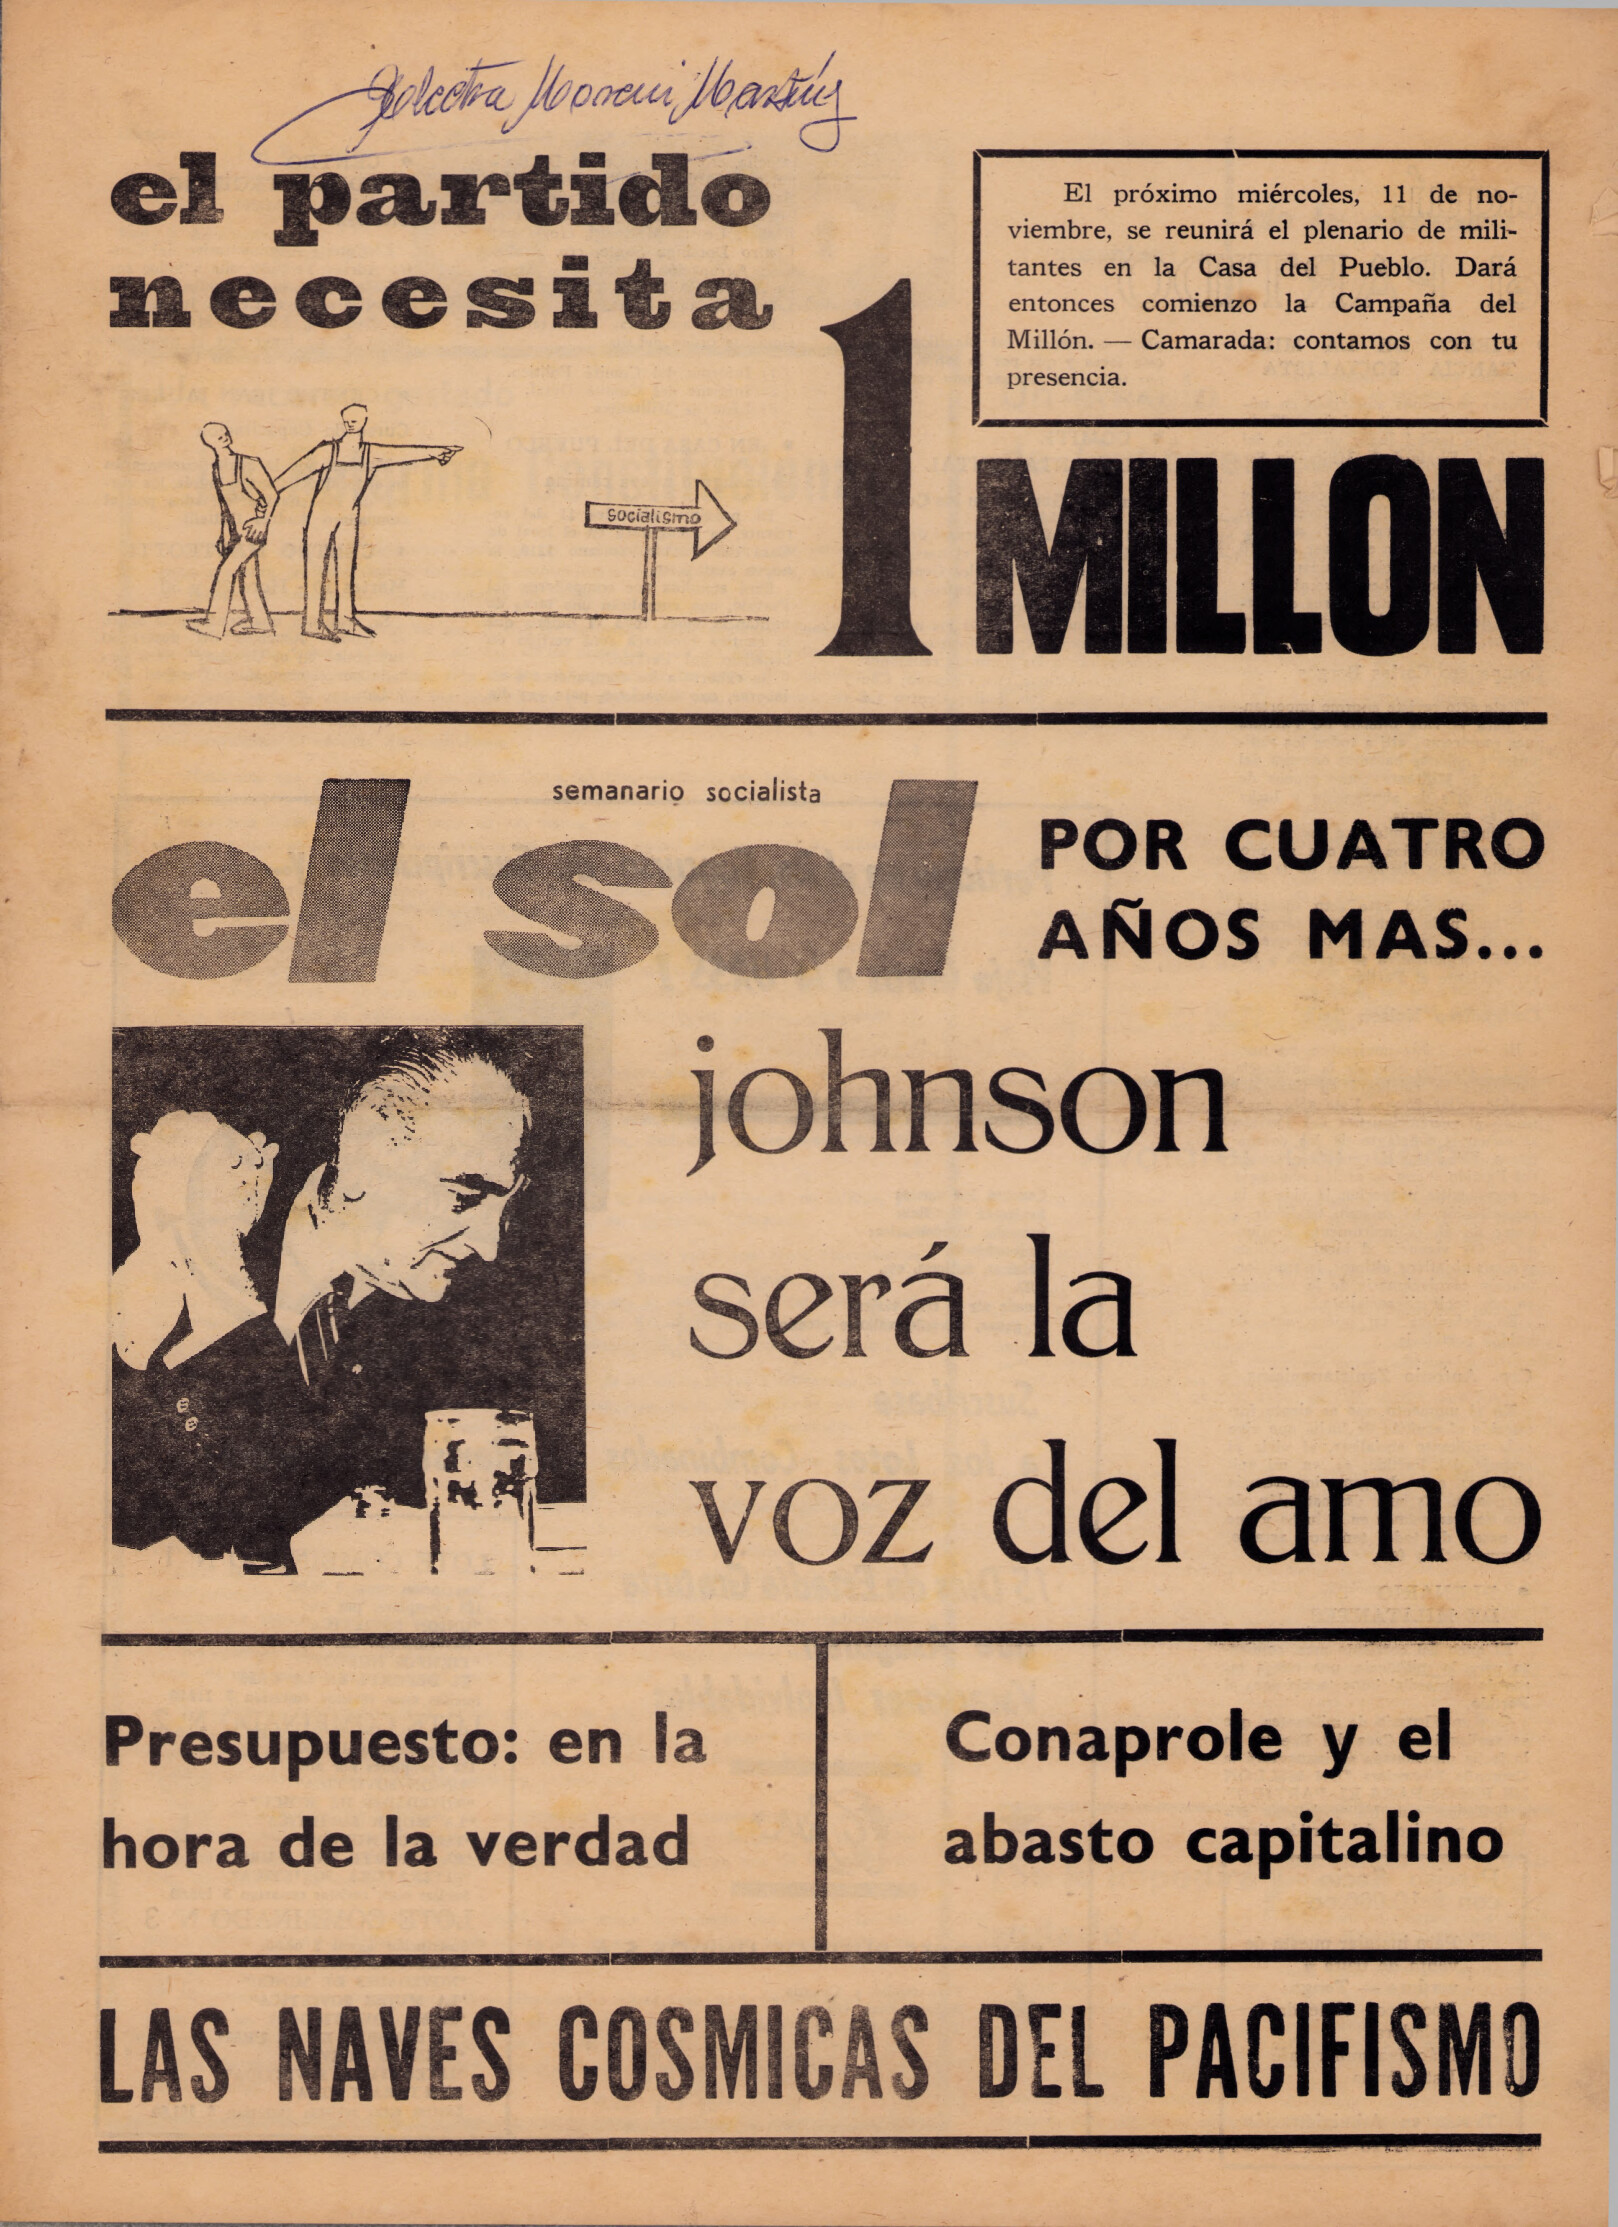 el partido
necesita
1
MILLON
El próximo miércoles, 11 de no-
viembre, se reunirá el plenario de mili-
tantes en la Casa del Pueblo. Dará
entonces comienzo la Campaña del
Millón. — Camarada: contamos con tu
presencia.
socialismo
semanario socialista
el sol
POR CUATRO
AÑOS MAS...
johnson
será la
voz del amo
Presupuesto: en la
hora de la verdad
Conaprole y el
abasto capitalino
LAS NAVES COSMICAS DEL PACIFISMO